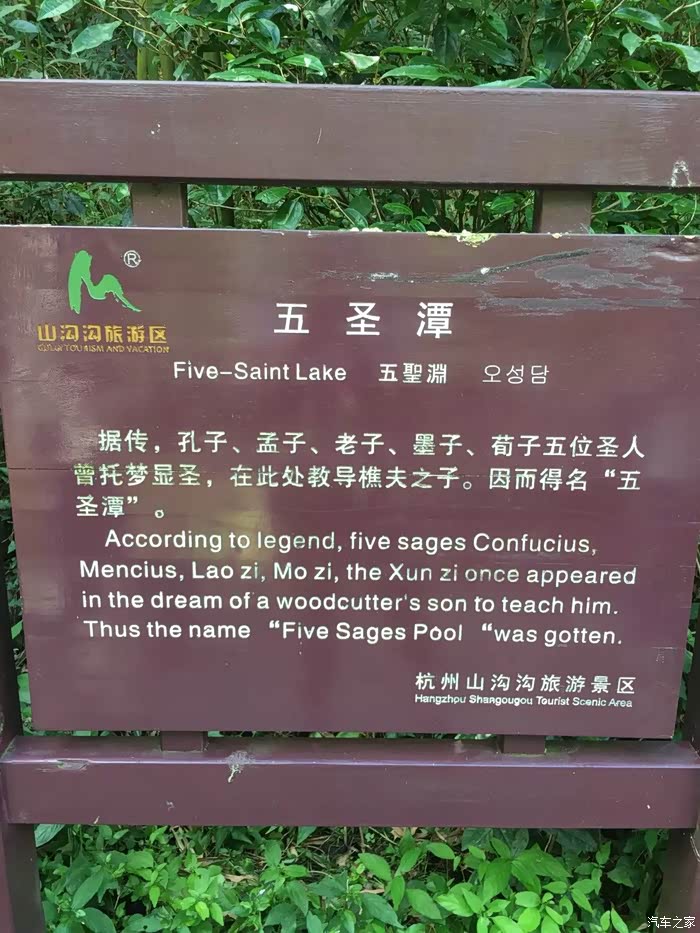 ®
山沟沟旅游区
五圣潭
Five-Saint Lake 五聖淵 오성담
据传，孔子、孟子、老子、墨子、荀子五位圣人
曾托梦显圣，在此处教导樵夫之子。因而得名“五
圣潭”。
According to legend, five sages Confucius,
Mencius, Lao zi, Mo zi, the Xun zi once appeared
in the dream of a woodcutter's son to teach him.
Thus the name “Five Sages Pool “was gotten.
杭州山沟沟旅游景区
Hangzhou Shangougou Tourist Scenic Area
汽车之家